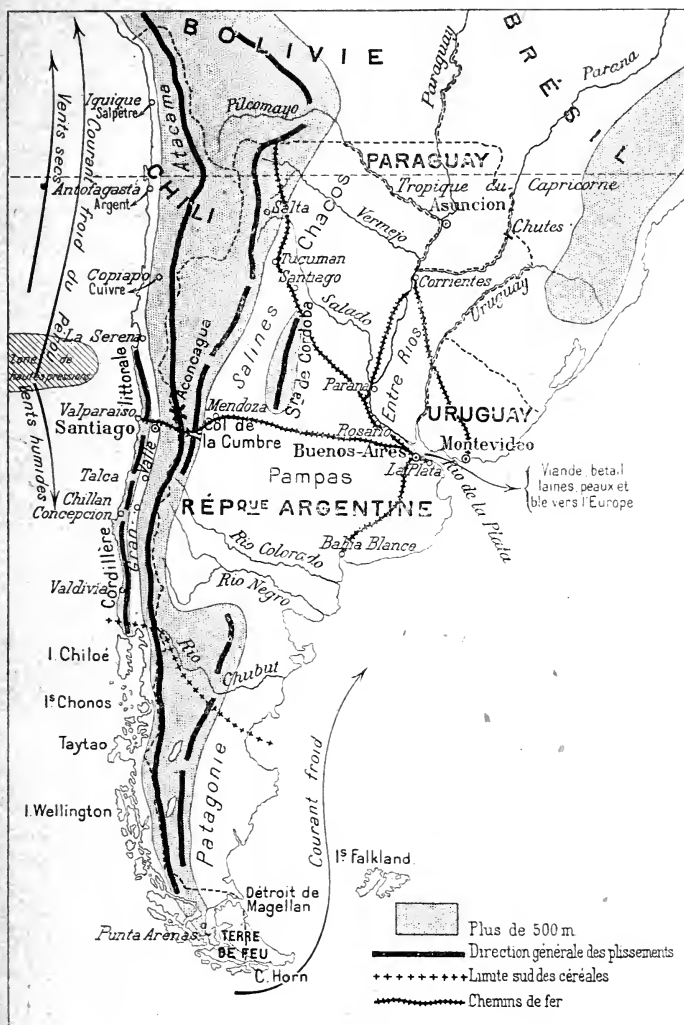 BOLIVIE
BRÉSIL
Paraguay
Parana
Pilcomayo
Iquique
Salpêtre
Atacama
Vents secs
Courant froid du Pérou
PARAGUAY
CHILI
Antofagasta
Argent
Tropique du Capricorne
Asuncion
Salta
Chacos
Vermejo
Chutes
Tucuman
Santiago
Copiapo
Cuivre
Corrientes
Uruguay
Salado
Salines
Sra de Cordoba
La Serena
Zone de
hautes pressions
Aconcagua
Parana
Entre Rios
littorale
Valparaiso
Mendoza
Santiago
Col de
la Cumbre
Rosario
URUGUAY
Buenos-Aires
Montevideo
La Plata
Vents humides
Talca
Pampas
Rio de la Plata
Viande, bétail
laines, peaux et
blé vers l'Europe
Chillan
Concepcion
Gran Valle
RÉPQUE ARGENTINE
Cordillère
Rio Colorado
Bahia Blance
Rio Negro
Valdivia
I. Chiloé
Rio Chubut
Is Chonos
Taytao
Patagonie
I. Wellington
Courant froid
Is Falkland
Détroit de
Magellan
Punta Arenas
TERRE
DE FEU
C. Horn
Plus de 500 m.
Direction générale des plissements
Limite sud des céréales
Chemins de fer